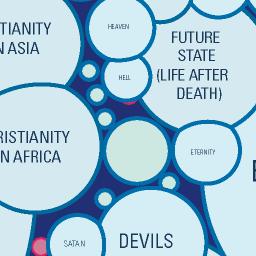 TIANITY
N ASIA
HEAVEN
FUTURE
STATE
(LIFE AFTER
DEATH)
HELL
RISTIANITY
N AFRICA
ETERNITY
SATAN
DEVILS
E